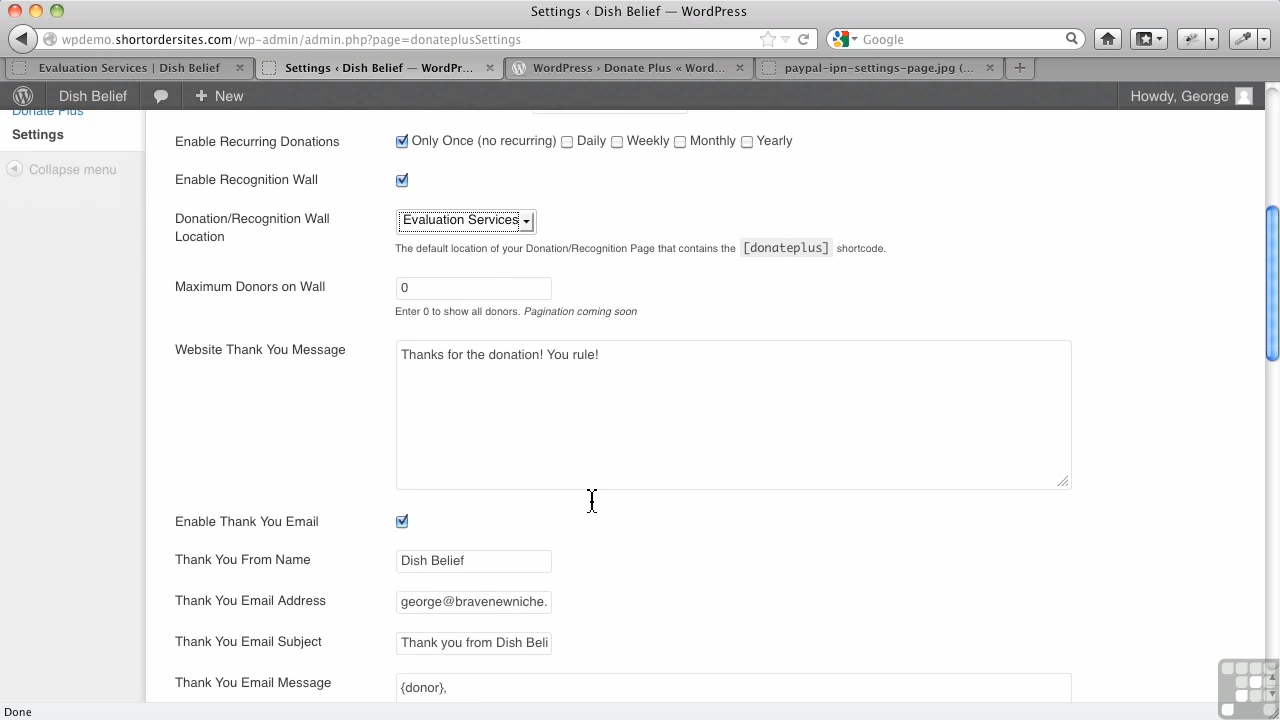 Settings ‹ Dish Belief — WordPress
wpdemo.shortordersites.com/wp-admin/admin.php?page=donateplusSettings
Google
Evaluation Services | Dish Belief
Settings ‹ Dish Belief — WordPr...
WordPress › Donate Plus « Word...
paypal-ipn-settings-page.jpg (...
Dish Belief
New
Howdy, George
Donate Plus
Settings
Collapse menu
Enable Recurring Donations
Only Once (no recurring) Daily Weekly Monthly Yearly
Enable Recognition Wall
Donation/Recognition Wall
Location
Evaluation Services
The default location of your Donation/Recognition Page that contains the [donateplus] shortcode.
Maximum Donors on Wall
0
Enter 0 to show all donors. Pagination coming soon
Website Thank You Message
Thanks for the donation! You rule!
Enable Thank You Email
Thank You From Name
Dish Belief
Thank You Email Address
george@bravenewniche.
Thank You Email Subject
Thank you from Dish Beli
Thank You Email Message
{donor},
Done